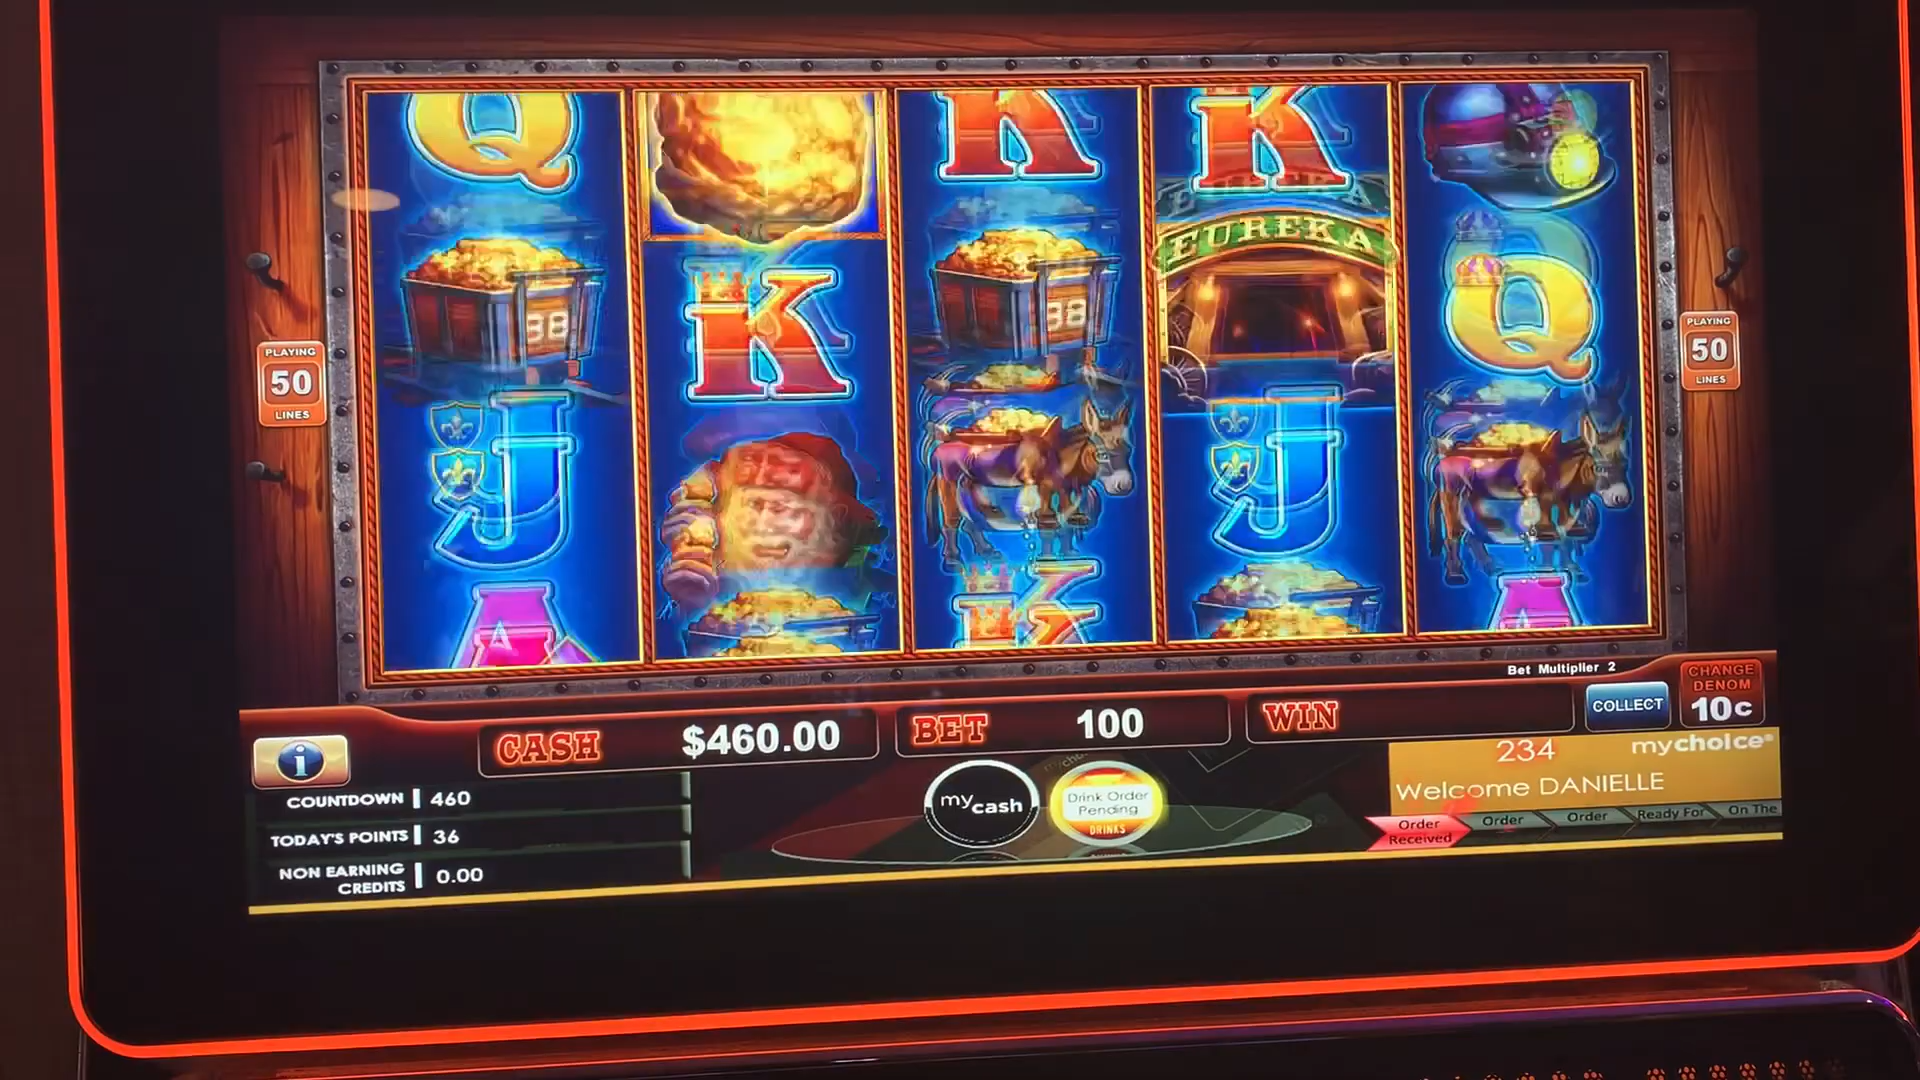 Q
K
K
EUREKA
88
K
88
Q
J
J
A
K
A
PLAYING
50
LINES
PLAYING
50
LINES
Bet Multiplier 2
CASH $460.00
BET 100
WIN
COLLECT
CHANGE
DENOM
10c
i
COUNTDOWN 460
TODAY'S POINTS 36
NON EARNING
CREDITS 0.00
my cash
Drink Order
Pending
DRINKS
234
mychoice®
Welcome DANIELLE
Order
Received
Order
Order
Ready For
On The